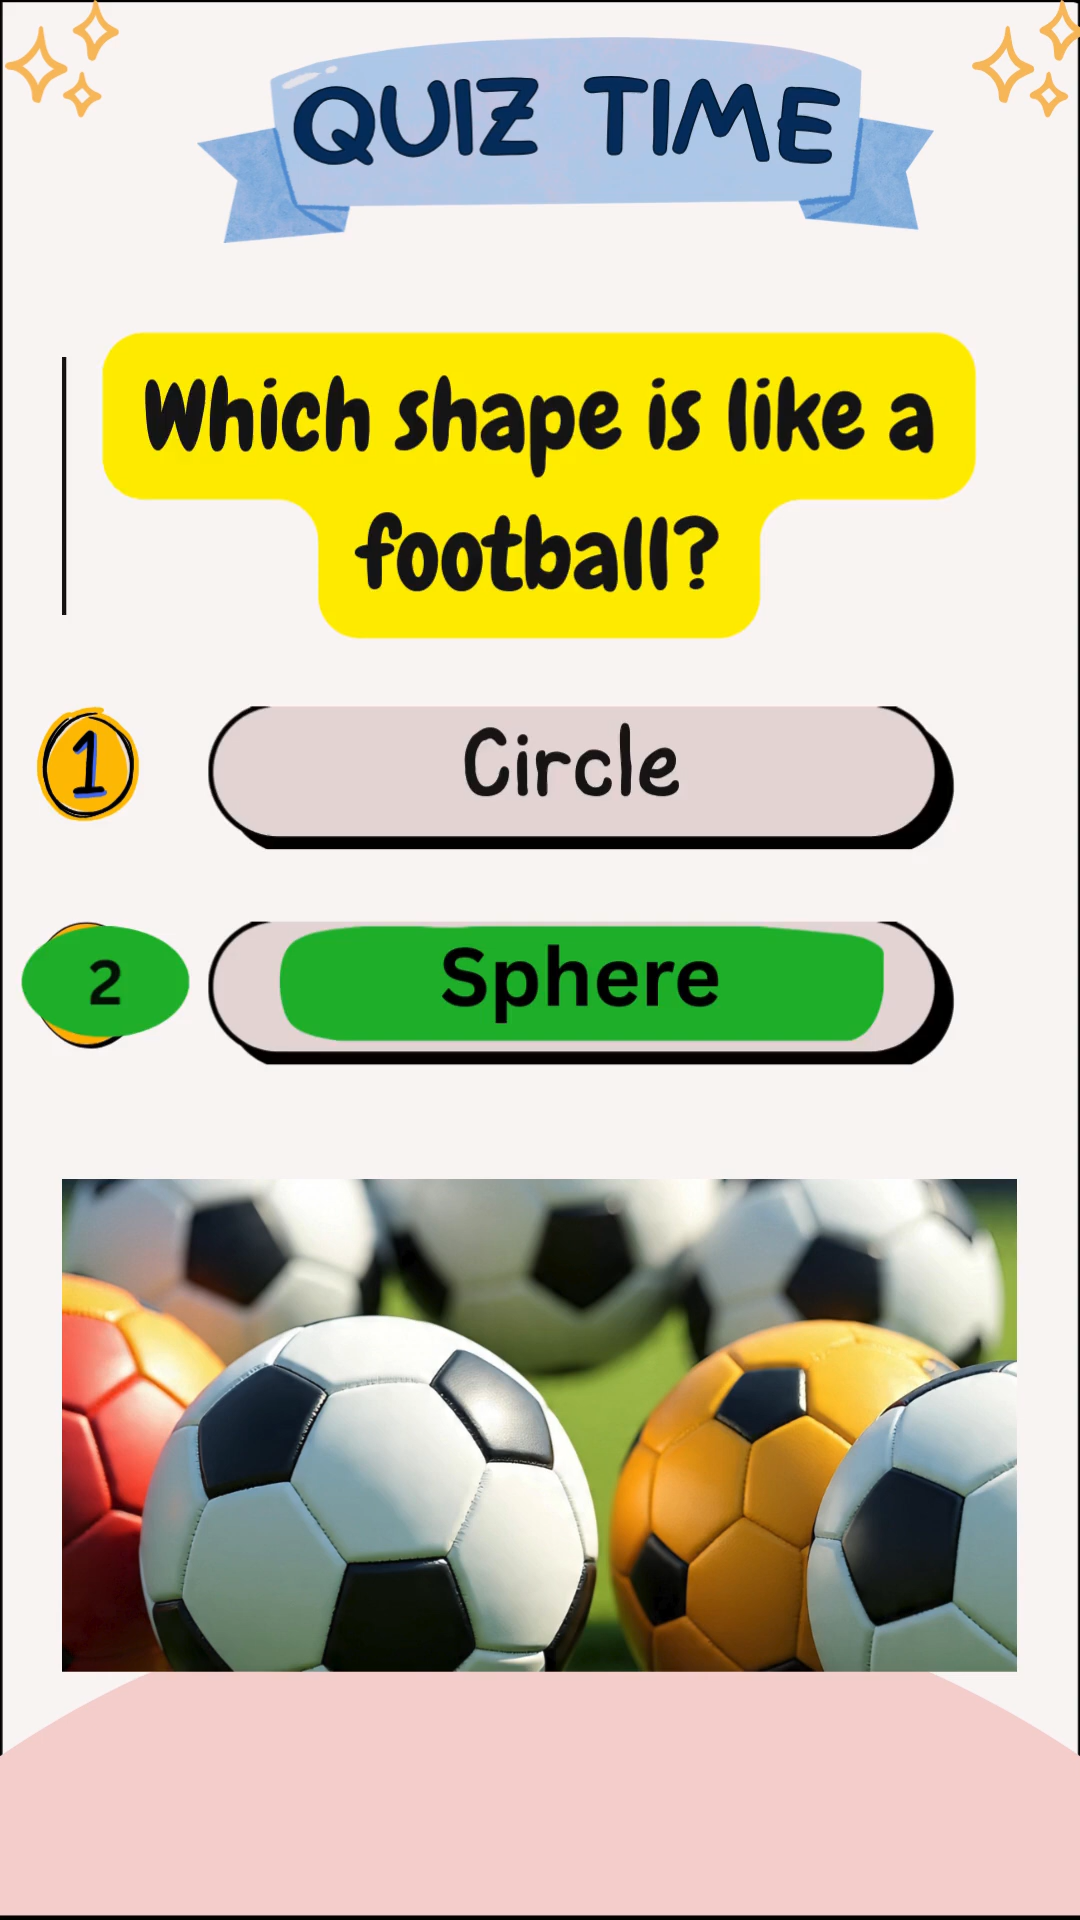 QUIZ TIME
Which shape is like a
football?
1
Circle
2
Sphere